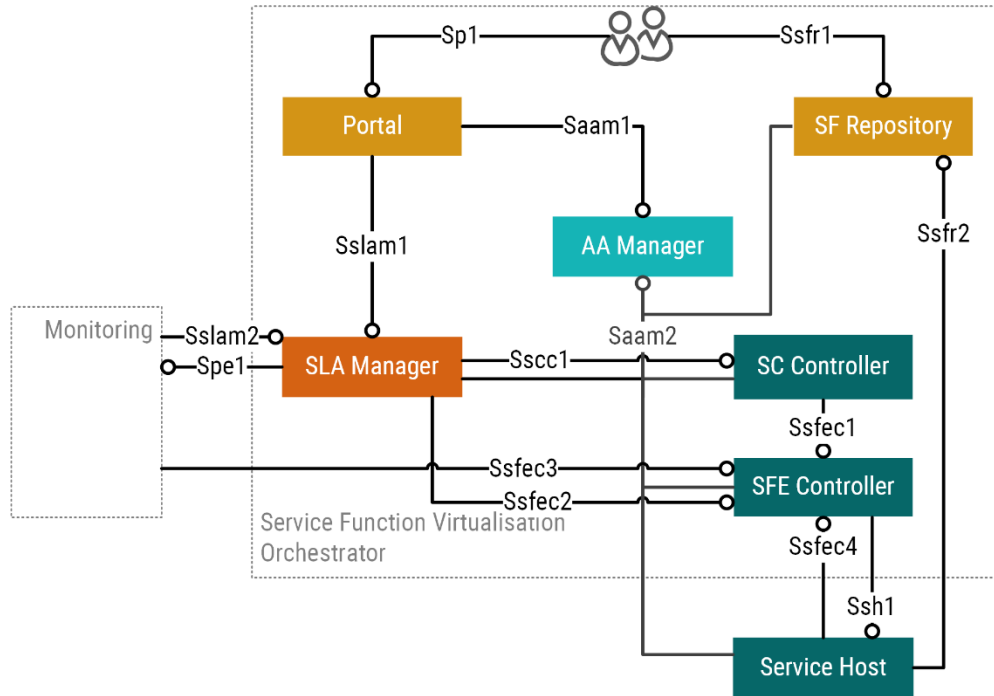 Sp1
Ssfr1
Portal
Saam1
SF Repository
Sslam1
AA Manager
Ssfr2
Monitoring
Sslam2
Saam2
Spe1
SLA Manager
Sscc1
SC Controller
Ssfec1
Ssfec3
SFE Controller
Ssfec2
Service Function Virtualisation
Orchestrator
Ssfec4
Ssh1
Service Host